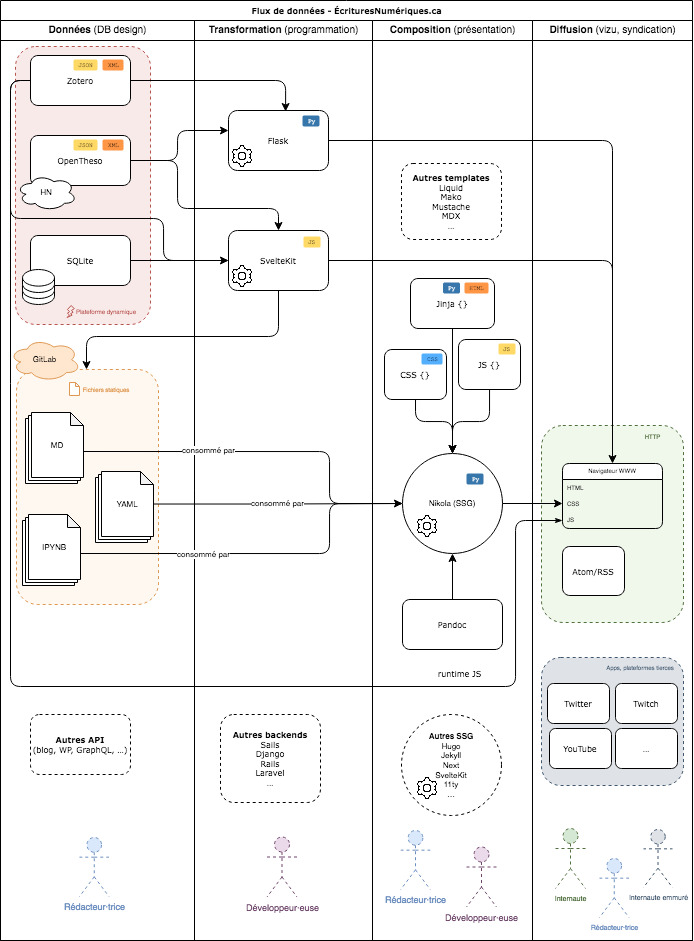 Flux de données - ÉcrituresNumériques.ca
Données (DB design)
Transformation (programmation)
Composition (présentation)
Diffusion (vizu, syndication)
JSON XML
Zotero
JSON XML
OpenTheso
HN
SQLite
Plateforme dynamique
Py
Flask
JS
SvelteKit
Autres templates
Liquid
Mako
Mustache
MDX
...
Py HTML
Jinja {}
CSS
CSS {}
JS
JS {}
GitLab
Fichiers statiques
MD
YAML
IPYNB
consommé par
consommé par
consommé par
Py
Nikola (SSG)
Pandoc
runtime JS
HTTP
Navigateur WWW
HTML
CSS
JS
Atom/RSS
Apps, plateformes tierces
Twitter
Twitch
YouTube
...
Autres API
(blog, WP, GraphQL, ...)
Autres backends
Sails
Django
Rails
Laravel
...
Autres SSG
Hugo
Jekyll
Next
SvelteKit
11ty
...
Rédacteur·trice
Développeur·euse
Rédacteur·trice
Développeur·euse
Internaute
Rédacteur·trice
Internaute emmuré